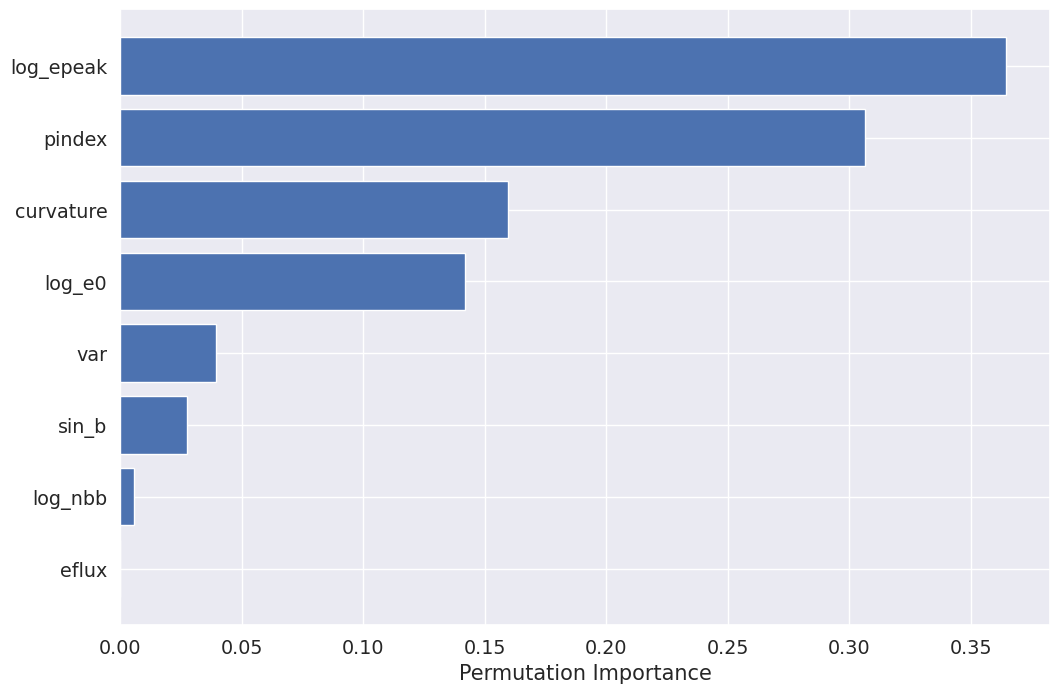 log_epeak
pindex
curvature
log_e0
var
sin_b
log_nbb
eflux
0.00 0.05 0.10 0.15 0.20 0.25 0.30 0.35
Permutation Importance